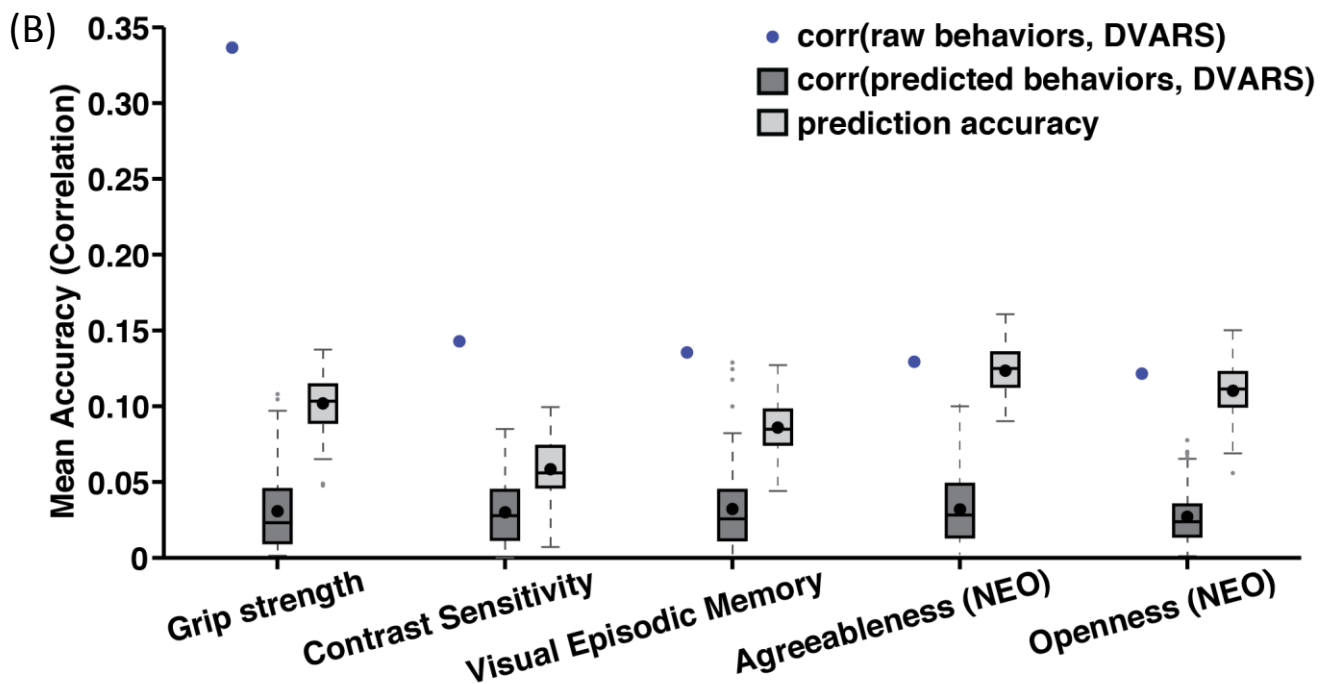 (B)
corr(raw behaviors, DVARS)
corr(predicted behaviors, DVARS)
prediction accuracy
Mean Accuracy (Correlation)
0.35
0.30
0.25
0.20
0.15
0.10
0.05
0
Grip strength
Contrast Sensitivity
Visual Episodic Memory
Agreeableness (NEO)
Openness (NEO)